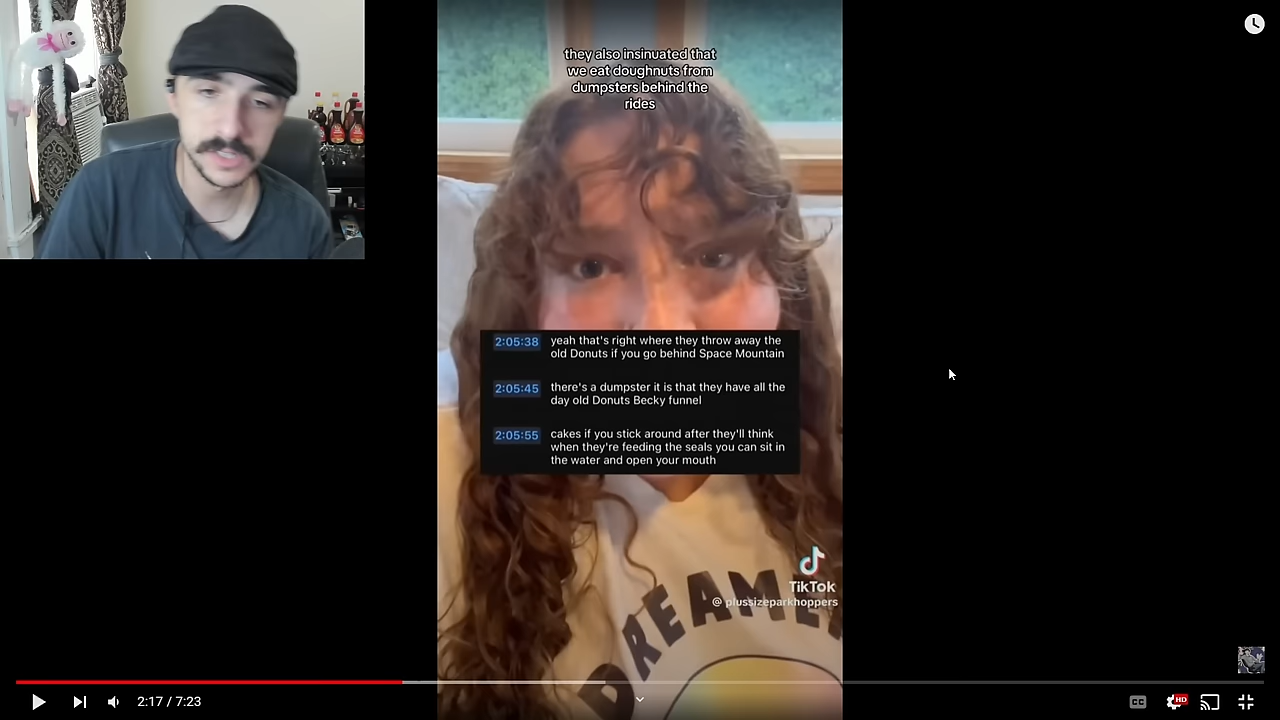 they also insinuated that
we eat doughnuts from
dumpsters behind the
rides
2:05:38
yeah that's right where they throw away the
old Donuts if you go behind Space Mountain
2:05:45
there's a dumpster it is that they have all the
day old Donuts Becky funnel
2:05:55
cakes if you stick around after they'll think
when they're feeding the seals you can sit in
the water and open your mouth
DREAMER
TikTok
@ plussizeparkhoppers
2:17 / 7:23
CC
HD